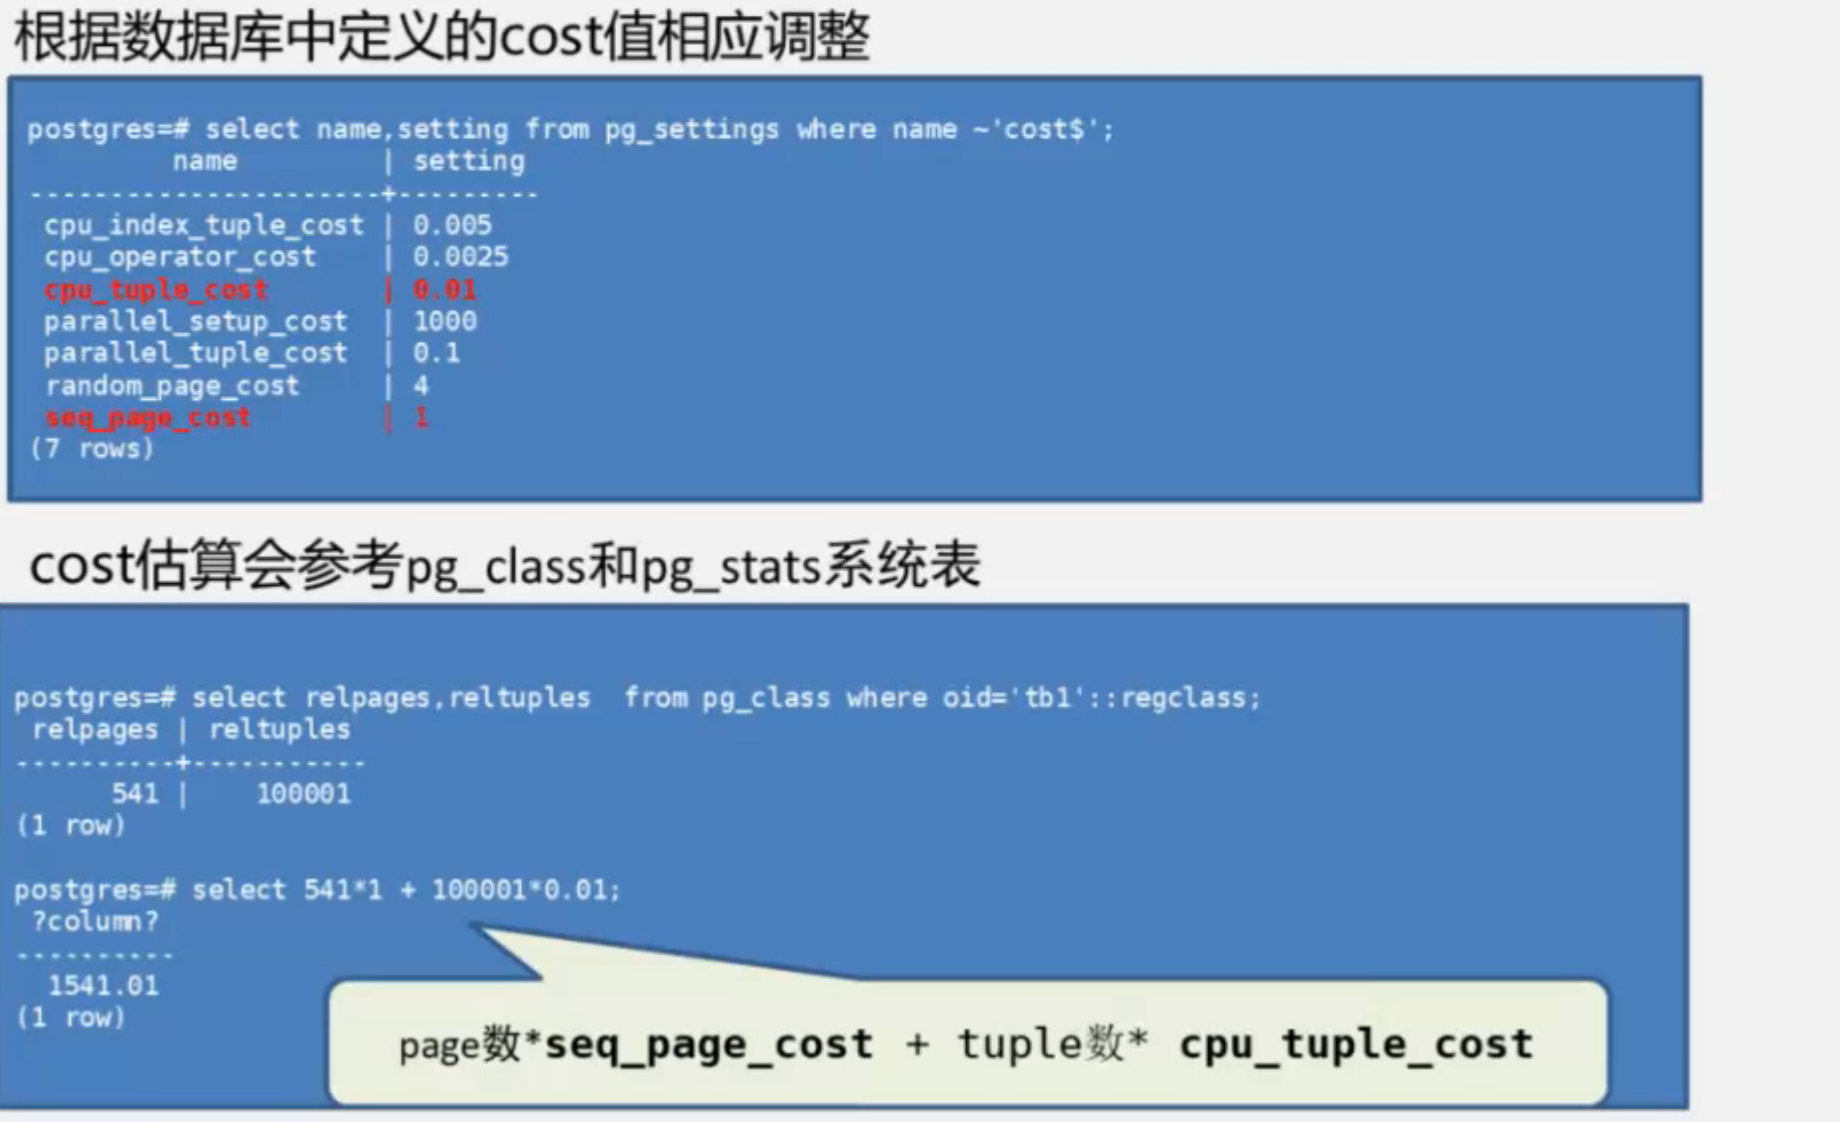 根据数据库中定义的cost值相应调整
postgres=# select name,setting from pg_settings where name ~'cost$';
name | setting
----------------------+---------
cpu_index_tuple_cost | 0.005
cpu_operator_cost | 0.0025
cpu_tuple_cost | 0.01
parallel_setup_cost | 1000
parallel_tuple_cost | 0.1
random_page_cost | 4
seq_page_cost | 1
(7 rows)
cost估算会参考pg_class和pg_stats系统表
postgres=# select relpages,reltuples  from pg_class where oid='tb1'::regclass;
relpages | reltuples
----------+-----------
541 | 100001
(1 row)
postgres=# select 541*1 + 100001*0.01;
?column?
----------
1541.01
(1 row)
page数*seq_page_cost + tuple数* cpu_tuple_cost